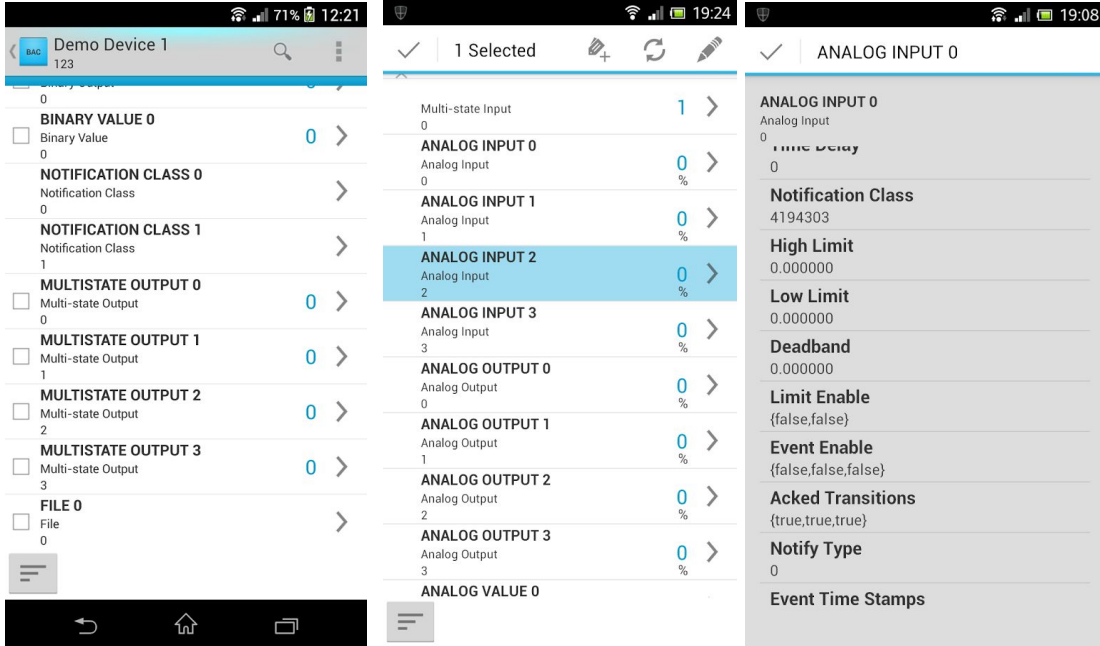 71% 12:21
BAC Demo Device 1
123
Binary Output 0
0
BINARY VALUE 0
Binary Value 0
0
NOTIFICATION CLASS 0
Notification Class
0
NOTIFICATION CLASS 1
Notification Class
1
MULTISTATE OUTPUT 0
Multi-state Output 0
0
MULTISTATE OUTPUT 1
Multi-state Output 0
1
MULTISTATE OUTPUT 2
Multi-state Output 0
2
MULTISTATE OUTPUT 3
Multi-state Output 0
3
FILE 0
File
0
19:24
1 Selected
Multi-state Input 1
0
ANALOG INPUT 0
Analog Input 0
0 %
ANALOG INPUT 1
Analog Input 0
1 %
ANALOG INPUT 2
Analog Input 0
2 %
ANALOG INPUT 3
Analog Input 0
3 %
ANALOG OUTPUT 0
Analog Output 0
0 %
ANALOG OUTPUT 1
Analog Output 0
1 %
ANALOG OUTPUT 2
Analog Output 0
2 %
ANALOG OUTPUT 3
Analog Output 0
3 %
ANALOG VALUE 0
19:08
ANALOG INPUT 0
ANALOG INPUT 0
Analog Input
0
Time Delay
0
Notification Class
4194303
High Limit
0.000000
Low Limit
0.000000
Deadband
0.000000
Limit Enable
{false,false}
Event Enable
{false,false,false}
Acked Transitions
{true,true,true}
Notify Type
0
Event Time Stamps